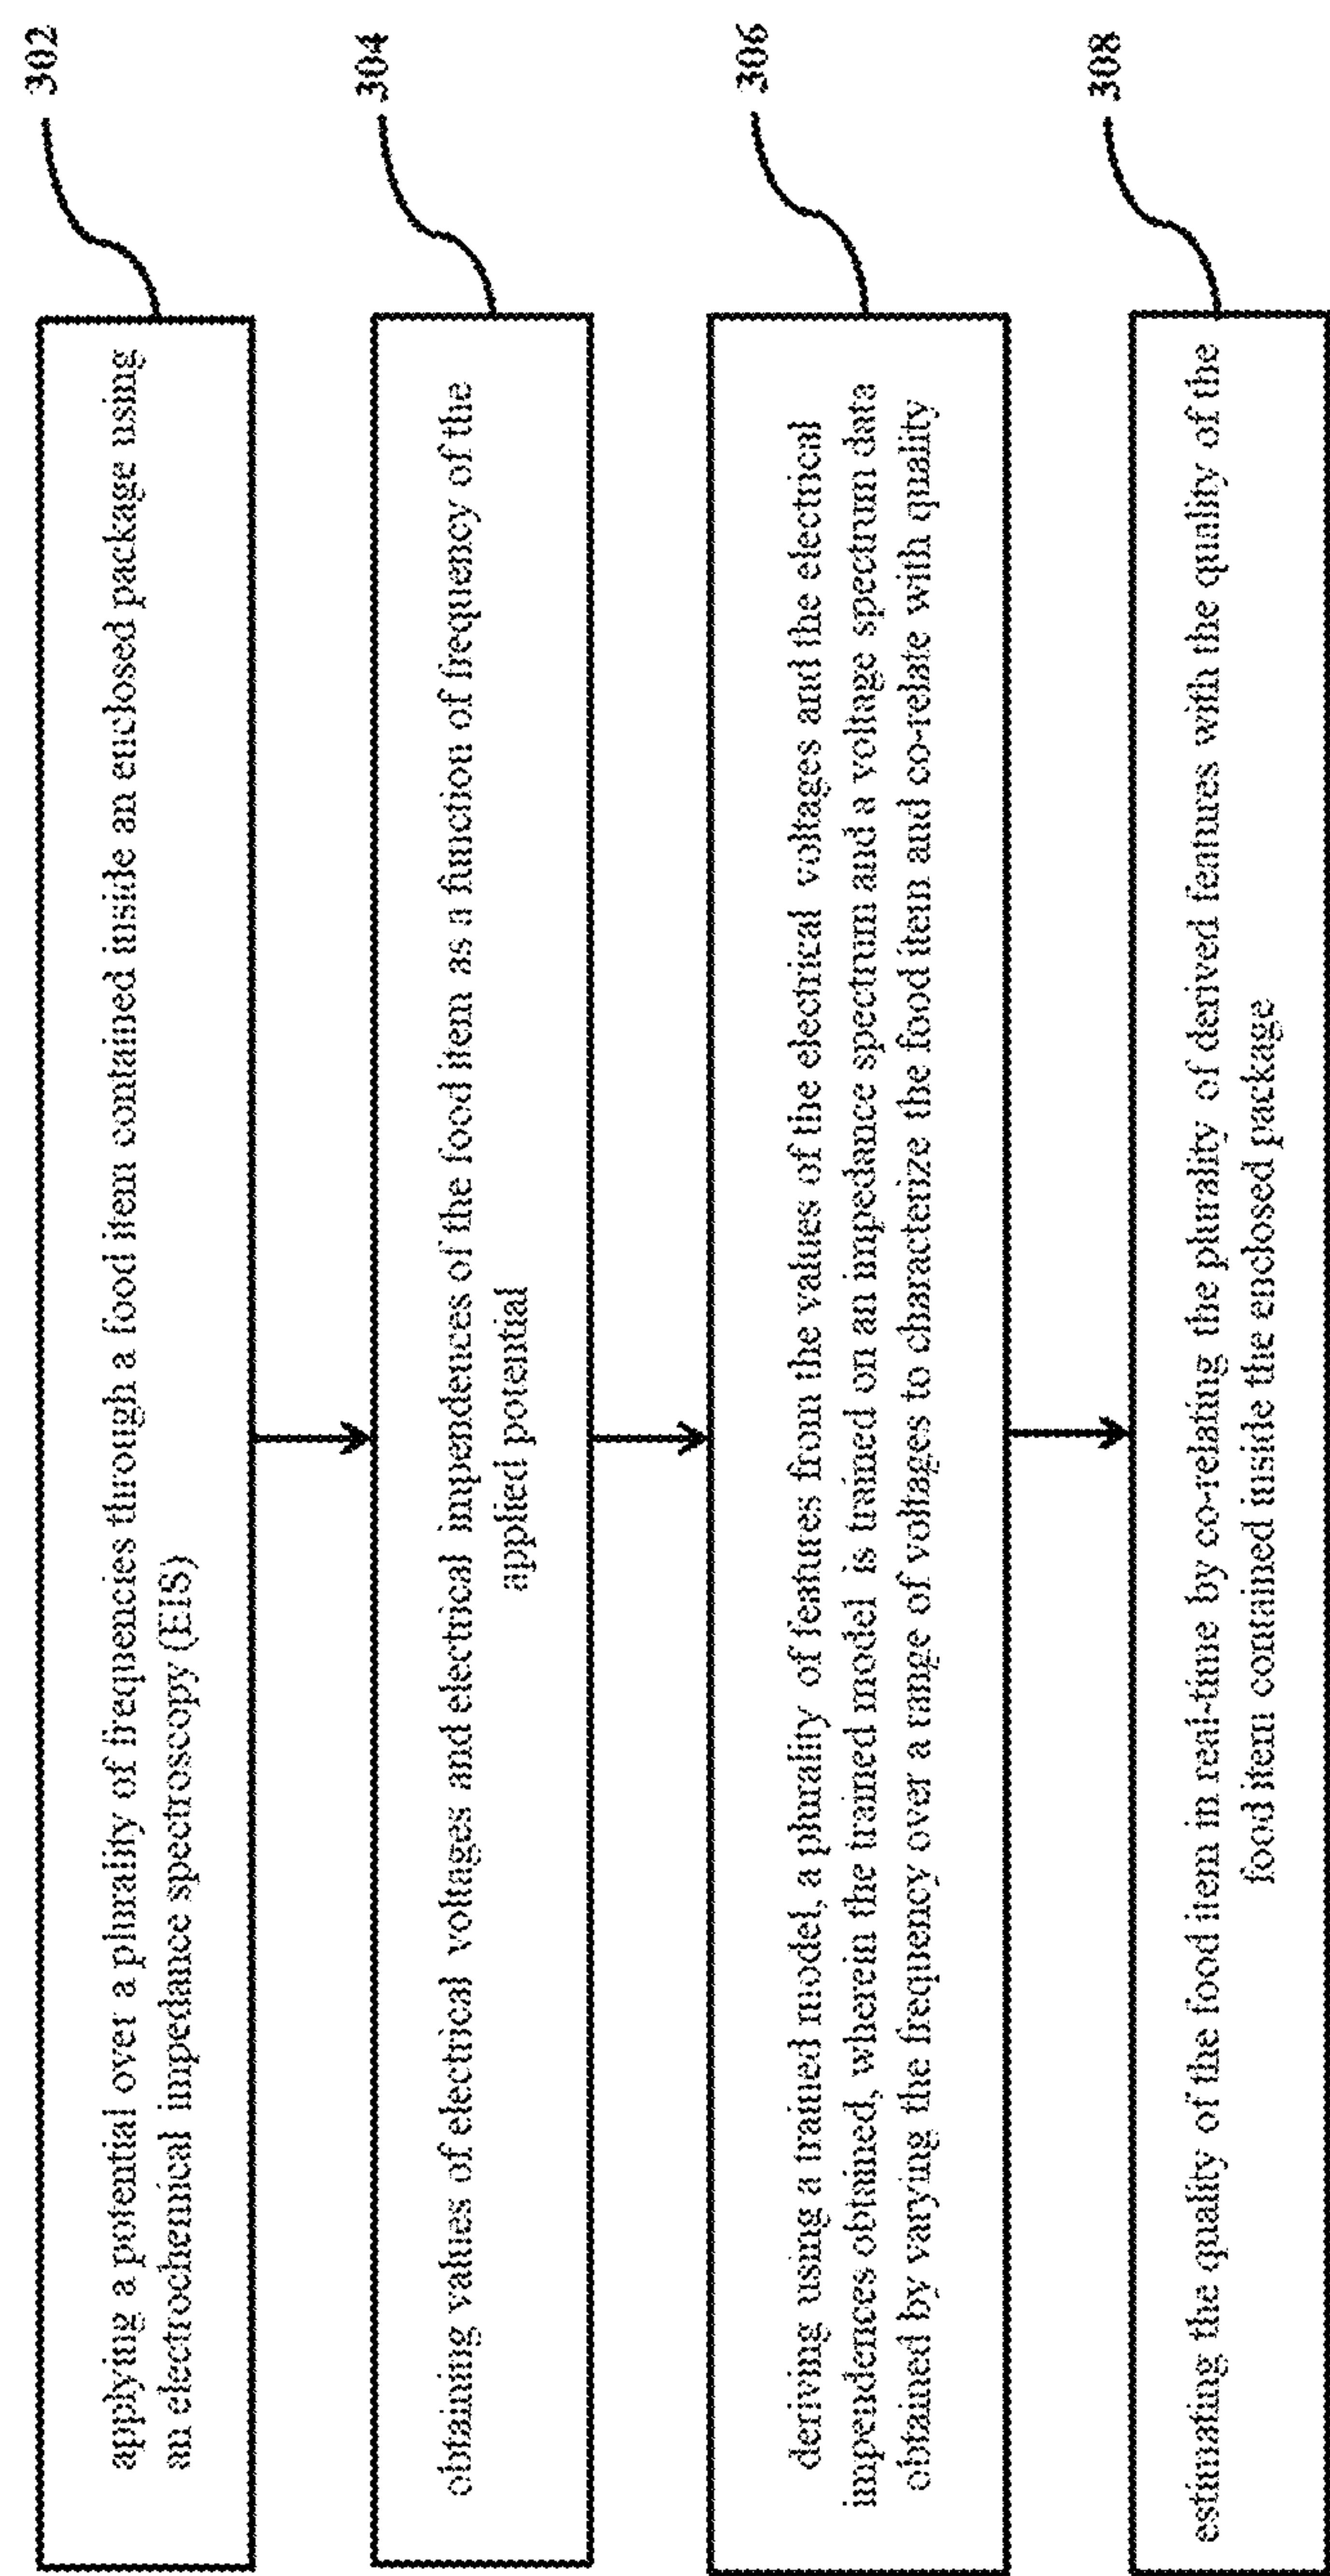 302
applying a potential over a plurality of frequencies through a food item contained inside an enclosed package using
an electrochemical impedance spectroscopy (EIS)
304
obtaining values of electrical voltages and electrical impendences of the food item as a function of frequency of the
applied potential
306
deriving using a trained model, a plurality of features from the values of the electrical voltages and the electrical
impendences obtained, wherein the trained model is trained on an impedance spectrum and a voltage spectrum data
obtained by varying the frequency over a range of voltages to characterize the food item and co-relate with quality
308
estimating the quality of the food item in real-time by co-relating the plurality of derived features with the quality of the
food item contained inside the enclosed package